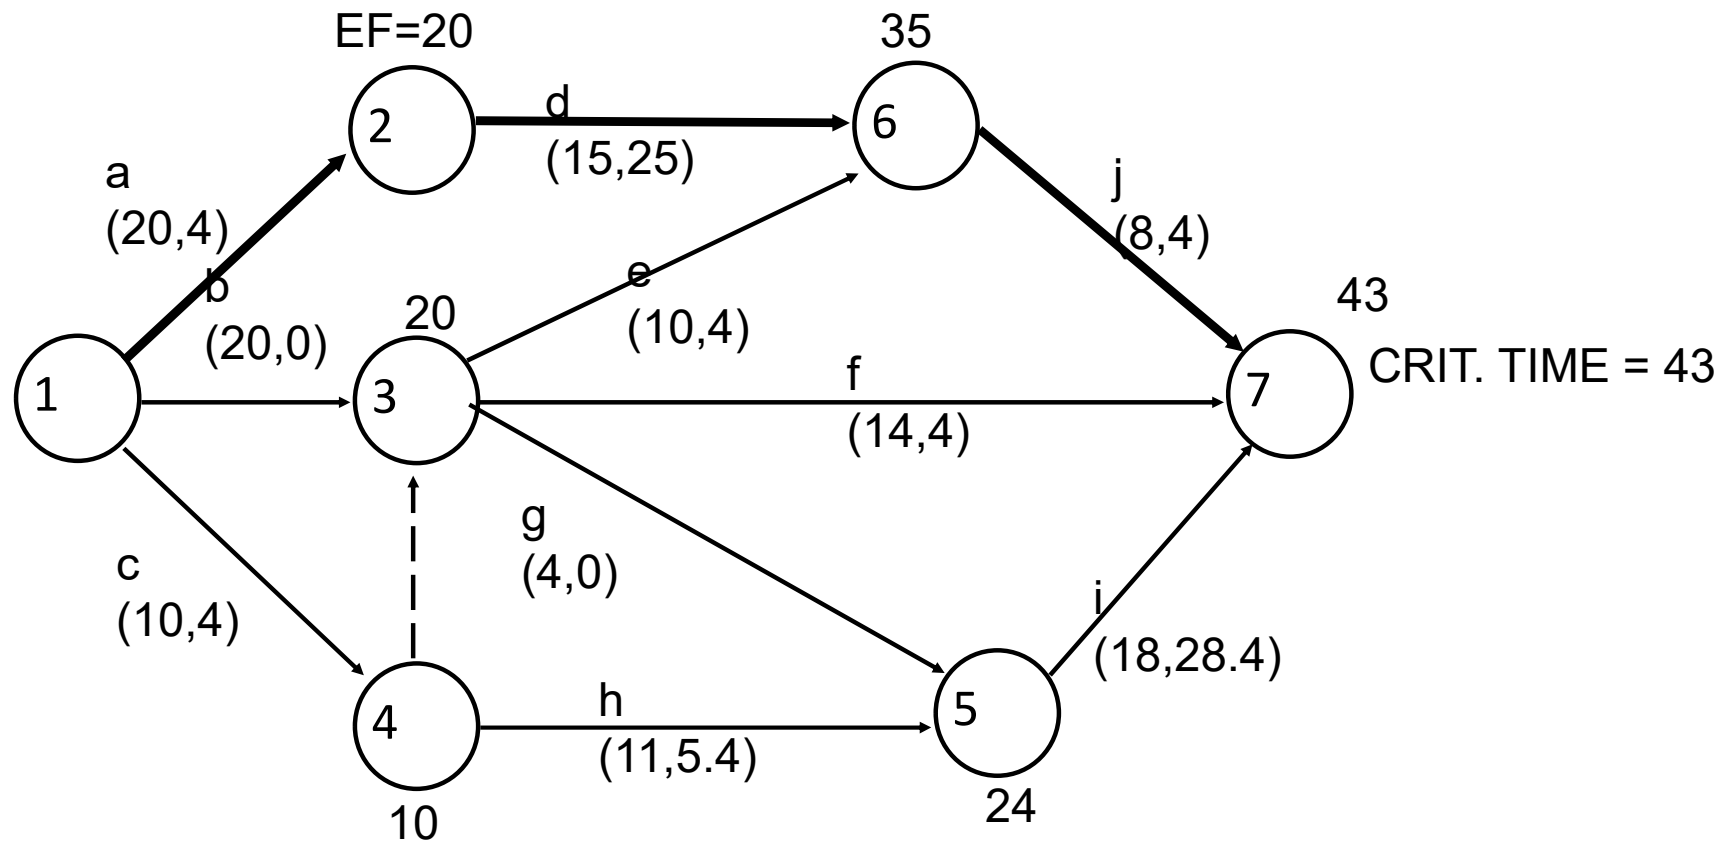 EF=20
35
2
d
6
(15,25)
a
j
(20,4)
(8,4)
b
e
20
43
(20,0)
(10,4)
CRIT. TIME = 43
1
3
f
7
(14,4)
g
c
(4,0)
i
(10,4)
(18,28.4)
4
h
5
(11,5.4)
10
24